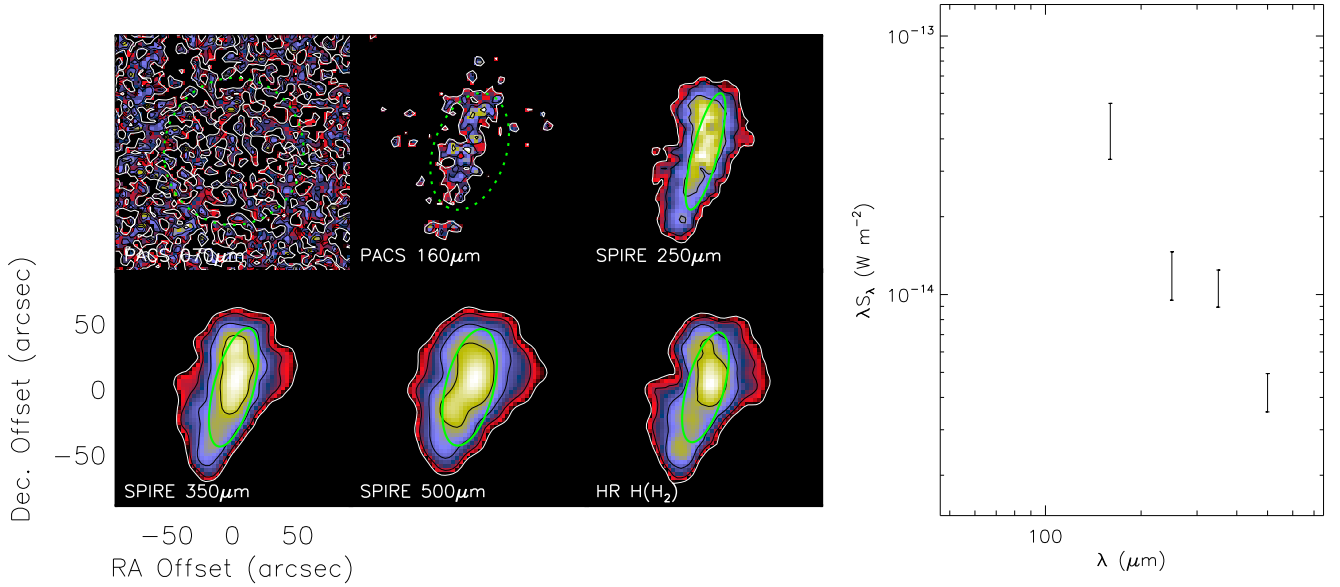 PACS 070μm
PACS 160μm
SPIRE 250μm
SPIRE 350μm
SPIRE 500μm
HR H(H₂)
Dec. Offset (arcsec)
50
0
−50
−50 0 50
RA Offset (arcsec)
10⁻¹³
10⁻¹⁴
λS_λ (W m⁻²)
100
λ (μm)